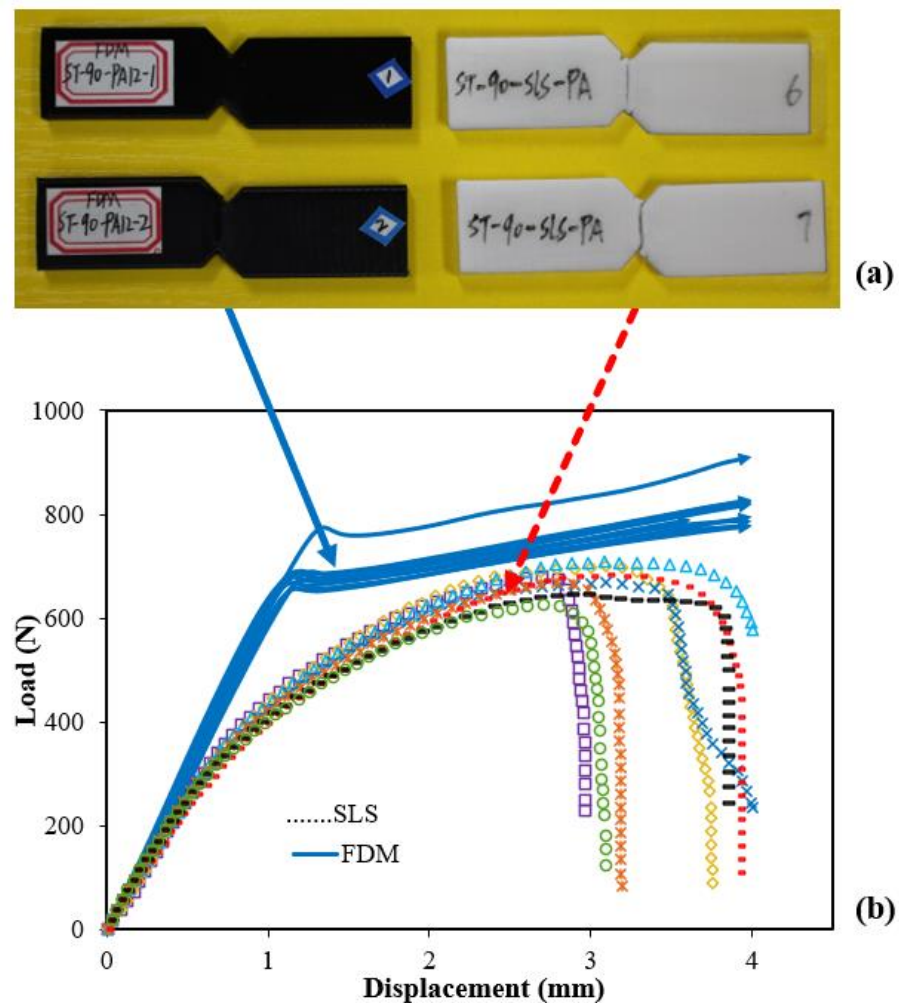 FDM
ST-90-PA12-1
1
ST-90-SLS-PA
6
FDM
ST-90-PA12-2
2
ST-90-SLS-PA
7
(a)
1000
800
600
400
200
0
Load (N)
.......SLS
FDM
(b)
0 1 2 3 4
Displacement (mm)